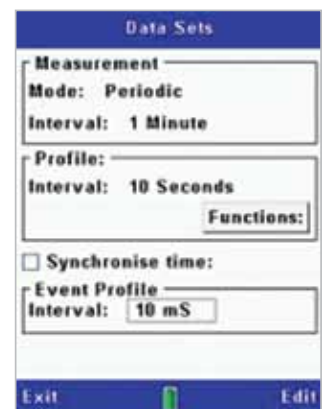 Data Sets
Measurement
Mode: Periodic
Interval: 1 Minute
Profile:
Interval: 10 Seconds
Functions:
Synchronise time:
Event Profile
Interval: 10 mS
Exit Edit